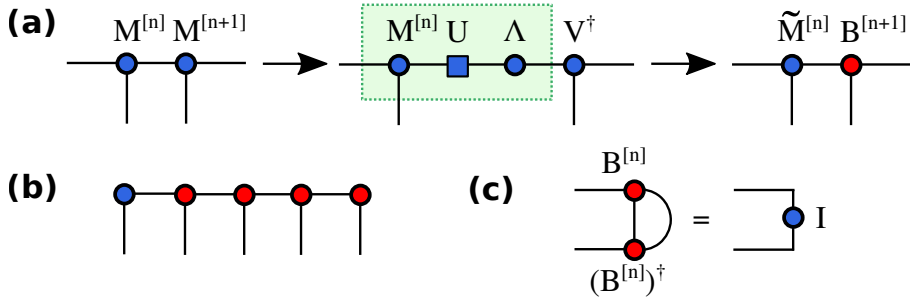 (a)
M[n] M[n+1]
M[n] U Λ V†
M̃[n] B[n+1]
(b)
(c)
B[n]
=
I
(B[n])†